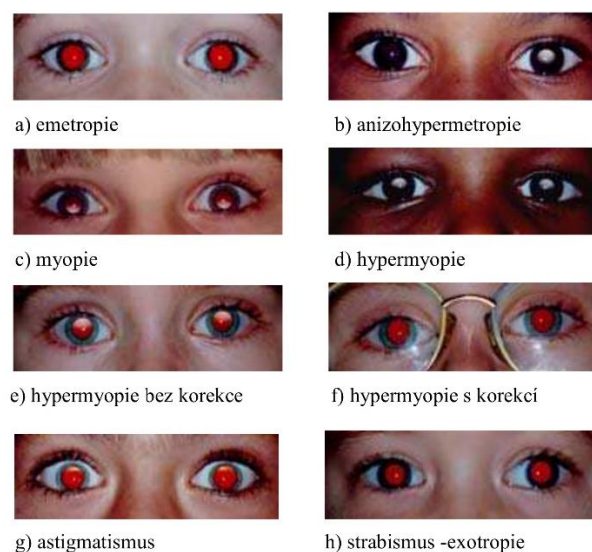 a) emetropie
b) anizohypermetropie
c) myopie
d) hypermyopie
e) hypermyopie bez korekce
f) hypermyopie s korekcí
g) astigmatismus
h) strabismus -exotropie